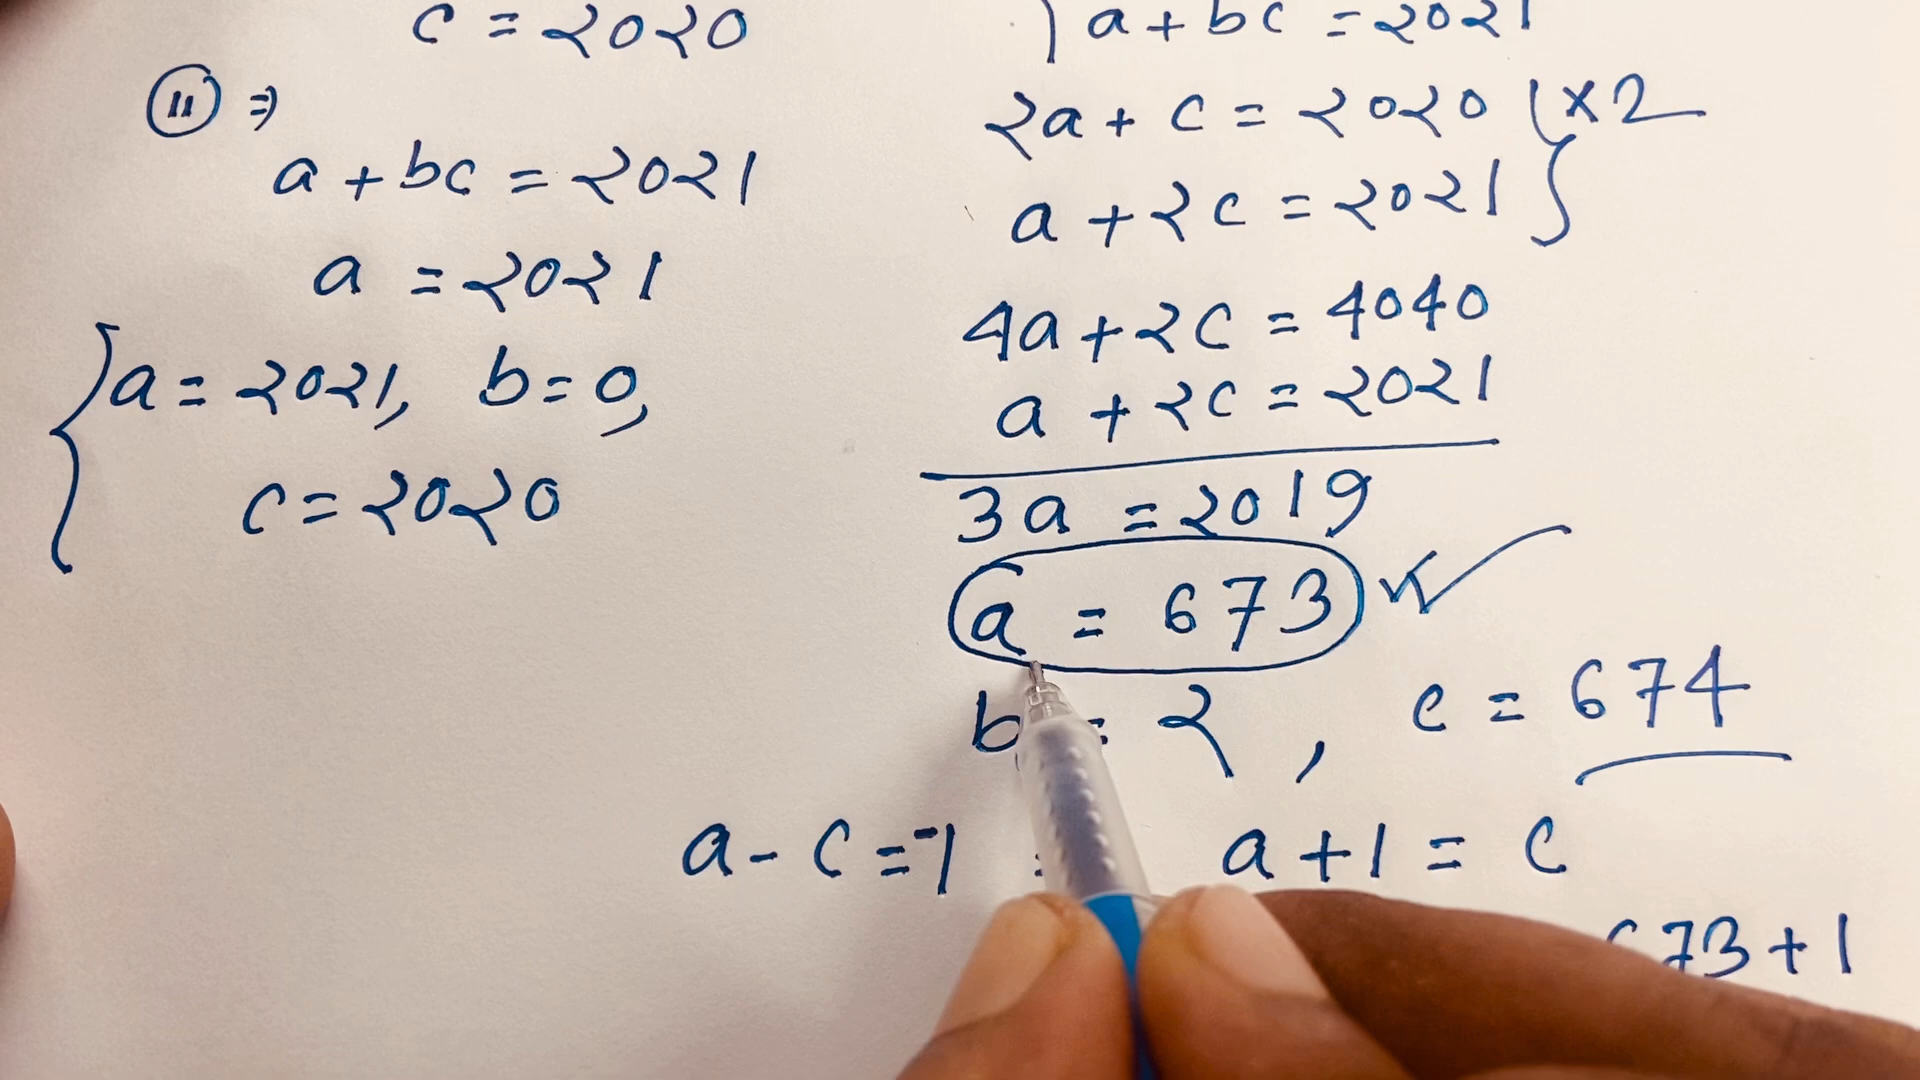 c = 2020
(ii) ⇒
a + bc = 2021
a = 2021
a = 2021, b = 0,
c = 2020
a + bc = 2021
2a + c = 2020 } ×2
a + 2c = 2021
4a + 2c = 4040
a + 2c = 2021
3a = 2019
a = 673 ✓
b = 2, c = 674
a - c = -1
a + 1 = c
673 + 1